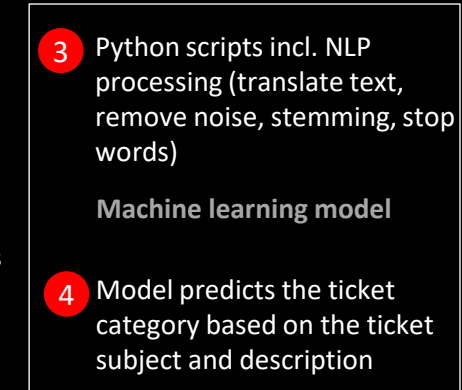 3 Python scripts incl. NLP
processing (translate text,
remove noise, stemming, stop
words)
Machine learning model
s
4 Model predicts the ticket
category based on the ticket
subject and description